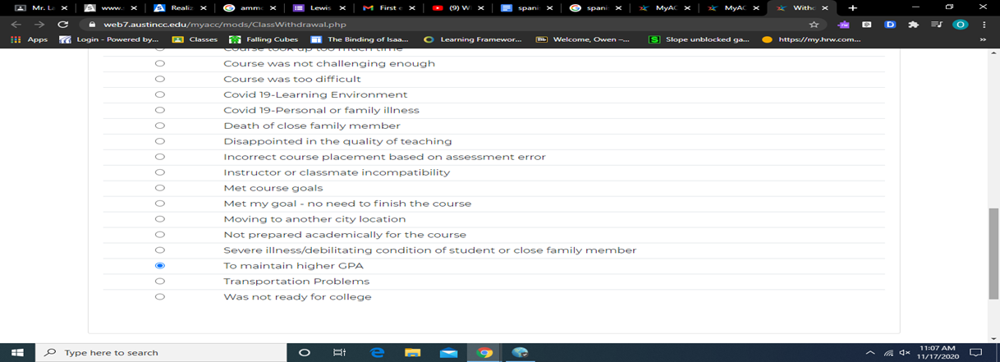 Mr. L
www.
Realiz
ammo
Lewis
First e
(9) W
spani
spani
MyAC
MyAC
Withd
web7.austincc.edu/myacc/mods/ClassWithdrawal.php
Apps
Login - Powered by...
Classes
Falling Cubes
The Binding of Isaa...
Learning Framewor...
Welcome, Owen –...
Slope unblocked ga...
https://my.hrw.com...
Course took up too much time
Course was not challenging enough
Course was too difficult
Covid 19-Learning Environment
Covid 19-Personal or family illness
Death of close family member
Disappointed in the quality of teaching
Incorrect course placement based on assessment error
Instructor or classmate incompatibility
Met course goals
Met my goal - no need to finish the course
Moving to another city location
Not prepared academically for the course
Severe illness/debilitating condition of student or close family member
To maintain higher GPA
Transportation Problems
Was not ready for college
Type here to search
11:07 AM
11/17/2020